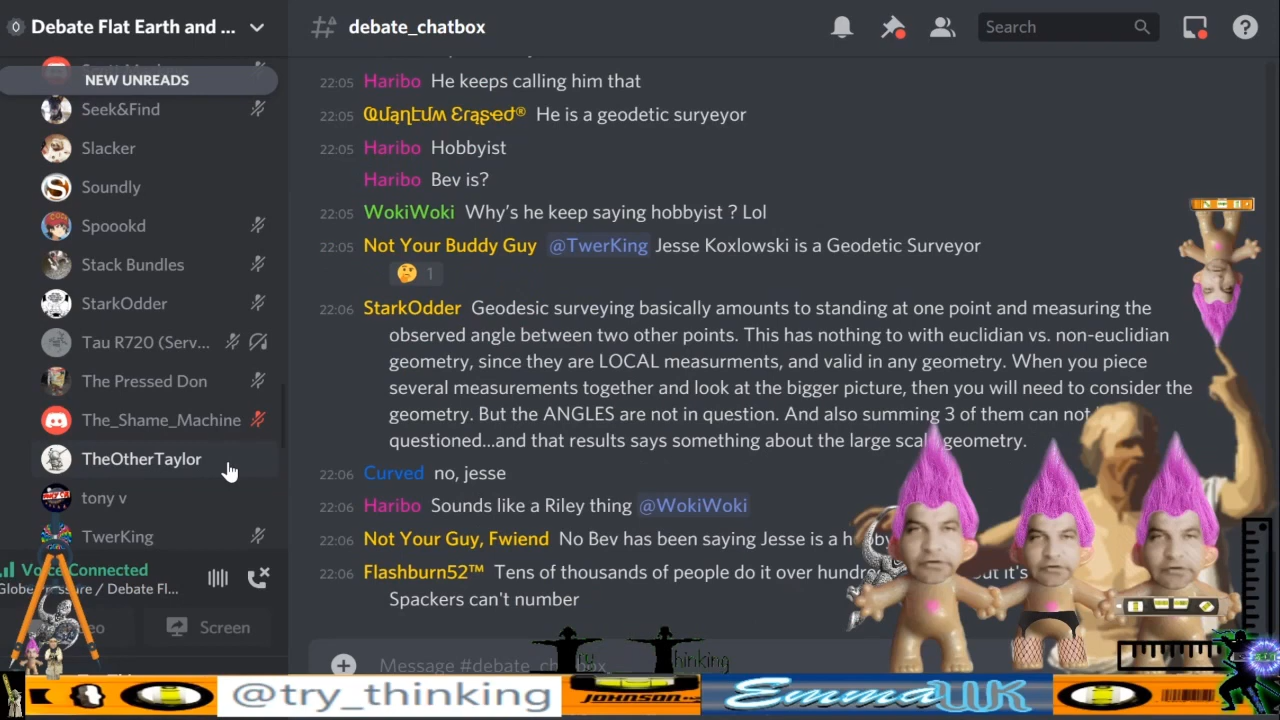 Debate Flat Earth and ...
debate_chatbox
Search
NEW UNREADS
Seek&Find
Slacker
Soundly
Spoookd
Stack Bundles
StarkOdder
Tau R720 (Serv...
The Pressed Don
The_Shame_Machine
TheOtherTaylor
tony v
TwerKing
Voice Connected
Screen
22:05 Haribo He keeps calling him that
22:05 Quantum Erased® He is a geodetic suryeyor
22:05 Haribo Hobbyist
Haribo Bev is?
22:05 WokiWoki Why's he keep saying hobbyist ? Lol
22:05 Not Your Buddy Guy @TwerKing Jesse Koxlowski is a Geodetic Surveyor
🤔 1
22:06 StarkOdder Geodesic surveying basically amounts to standing at one point and measuring the
observed angle between two other points. This has nothing to with euclidian vs. non-euclidian
geometry, since they are LOCAL measurments, and valid in any geometry. When you piece
several measurements together and look at the bigger picture, then you will need to consider the
geometry. But the ANGLES are not in question. And also summing 3 of them can not
questioned...and that results says something about the large scale geometry.
22:06 Curved no, jesse
22:06 Haribo Sounds like a Riley thing @WokiWoki
22:06 Not Your Guy, Fwiend No Bev has been saying Jesse is a
22:06 Flashburn52™ Tens of thousands of people do it over it's
Spackers can't number
Message #debate_chatbox
@try_thinking
JOHNSON
EmmaUK